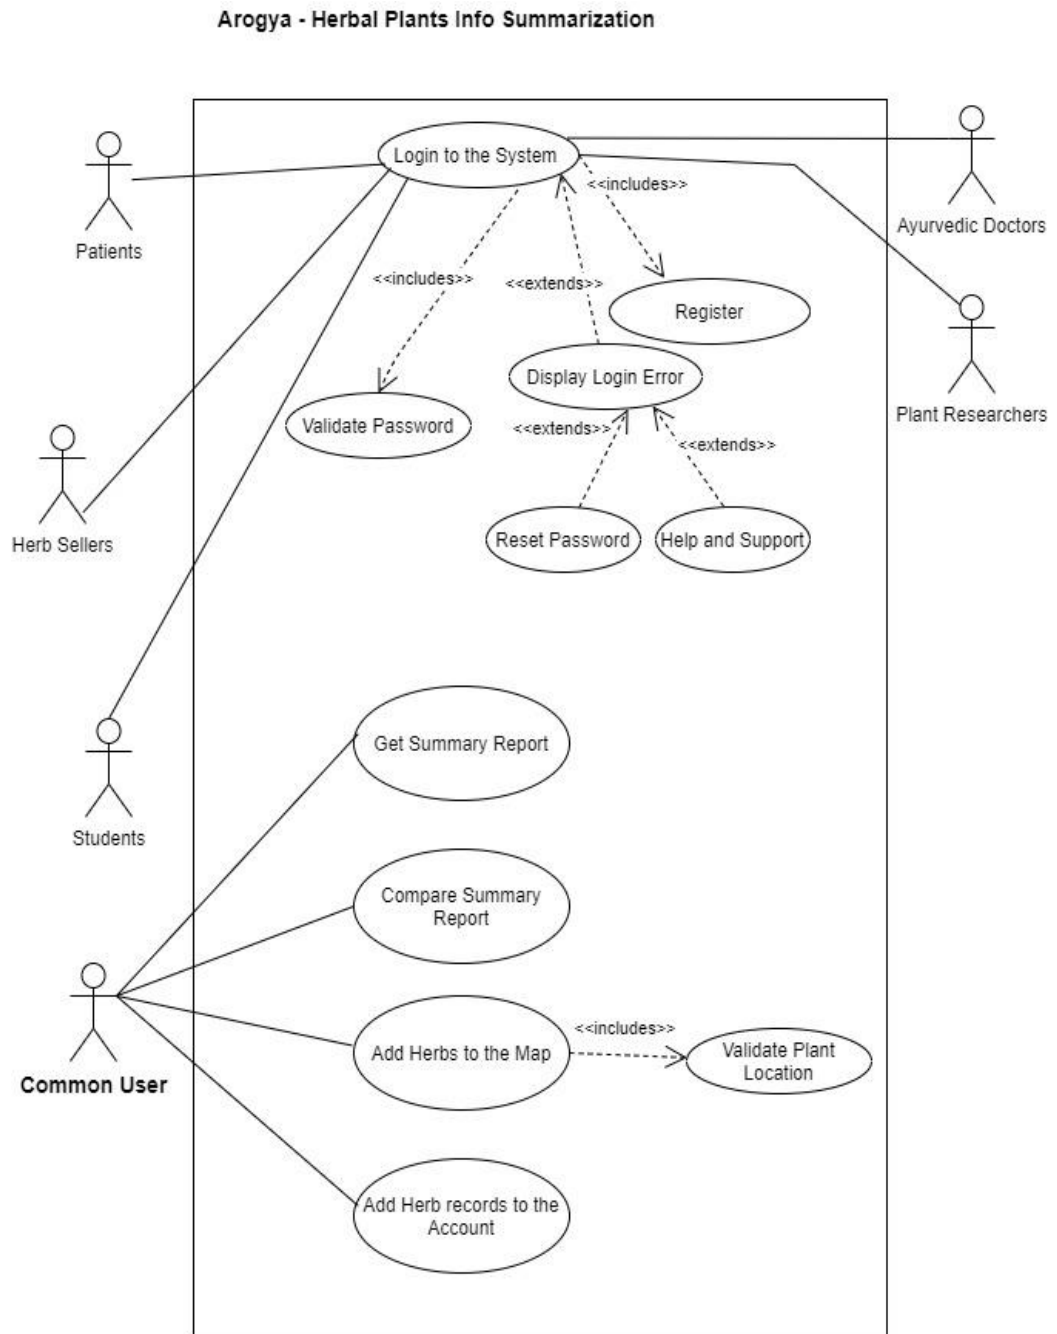 Arogya - Herbal Plants Info Summarization
Login to the System
<<includes>>
Patients
Ayurvedic Doctors
<<includes>>
<<extends>>
Register
Display Login Error
Plant Researchers
Validate Password
<<extends>>
<<extends>>
Herb Sellers
Reset Password
Help and Support
Get Summary Report
Students
Compare Summary
Report
<<includes>>
Add Herbs to the Map
Validate Plant
Location
Common User
Add Herb records to the
Account